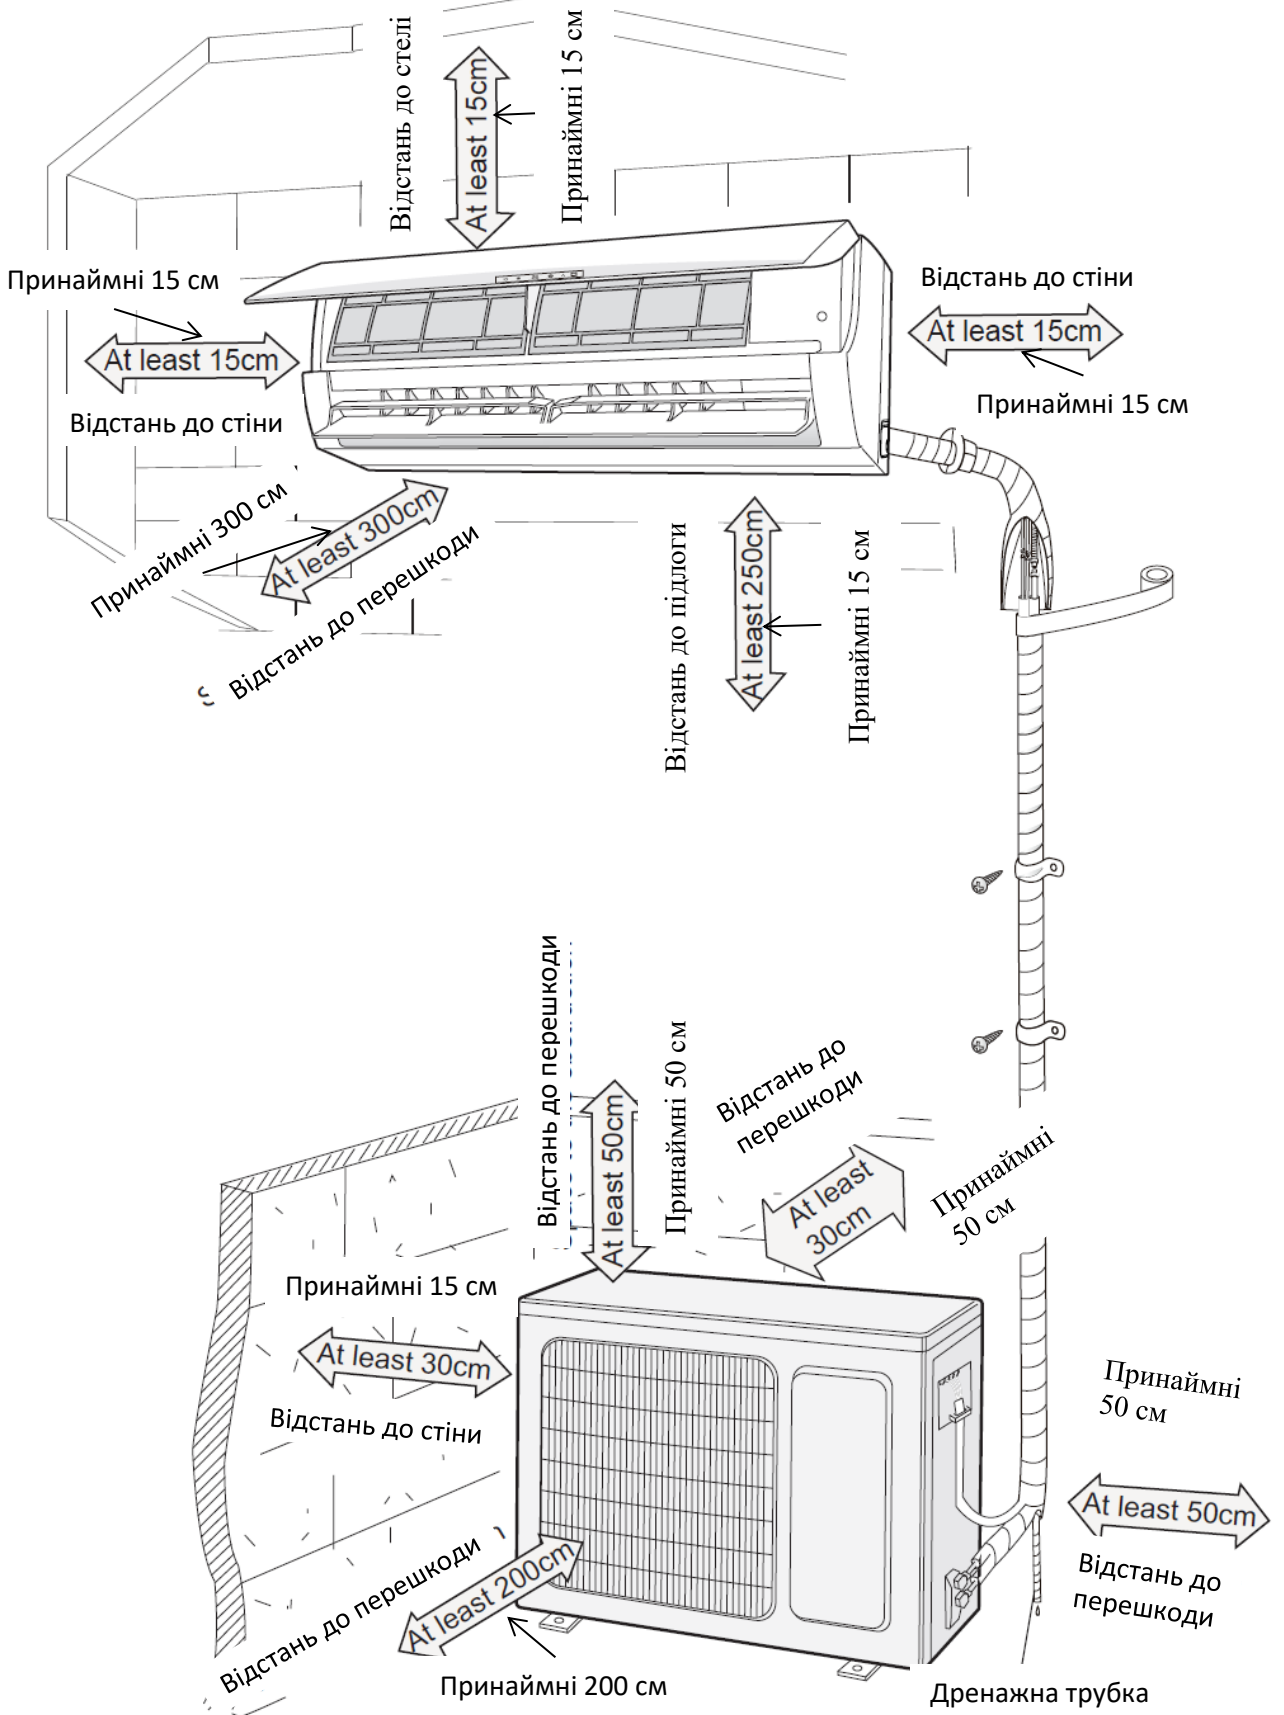 Відстань до стелі
At least 15cm
Принаймні 15 см
Принаймні 15 см
At least 15cm
Відстань до стіни
Відстань до стіни
At least 15cm
Принаймні 15 см
Принаймні 300 см
At least 300cm
Відстань до перешкоди
Відстань до підлоги
At least 250cm
Принаймні 15 см
Відстань до перешкоди
At least 50cm
Принаймні 50 см
Відстань до
перешкоди
At least
30cm
Принаймні
50 см
Принаймні 15 см
At least 30cm
Відстань до стіни
Принаймні
50 см
At least 50cm
Відстань до
перешкоди
Відстань до перешкоди
At least 200cm
Принаймні 200 см
Дренажна трубка